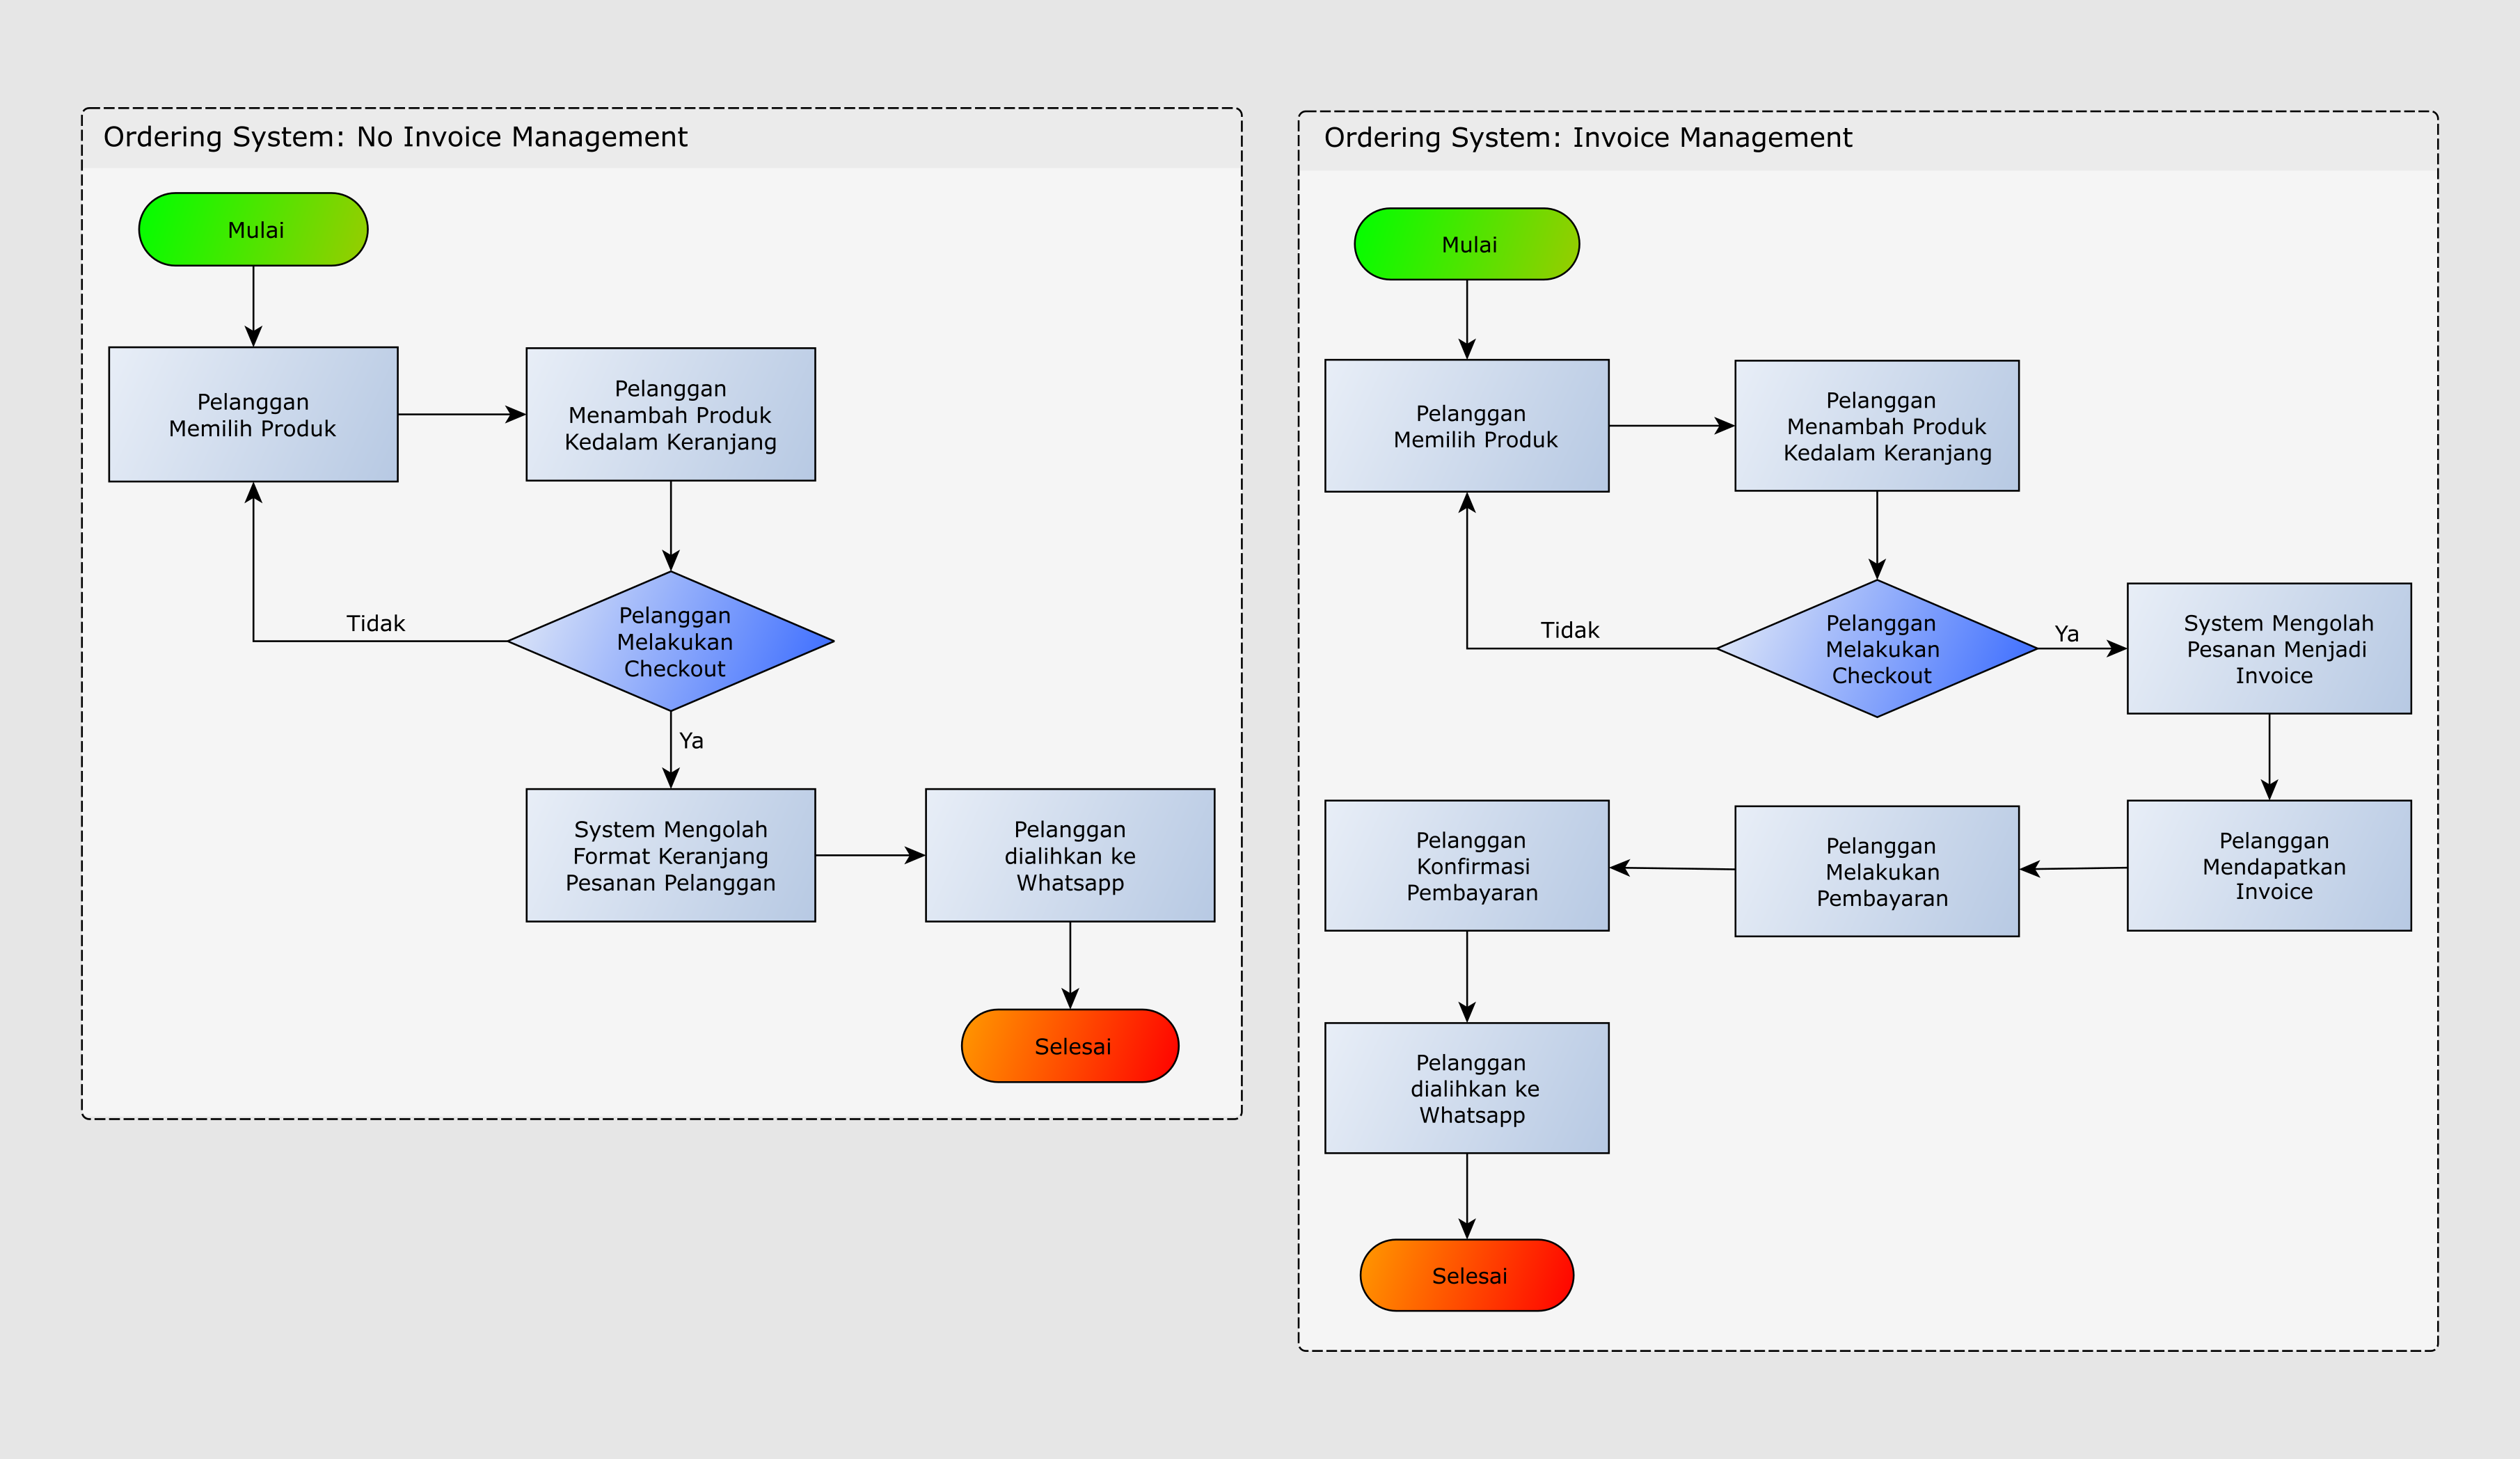 Ordering System: No Invoice Management
Mulai
Pelanggan
Memilih Produk
Pelanggan
Menambah Produk
Kedalam Keranjang
Pelanggan
Melakukan
Checkout
Tidak
Ya
System Mengolah
Format Keranjang
Pesanan Pelanggan
Pelanggan
dialihkan ke
Whatsapp
Selesai
Ordering System: Invoice Management
Mulai
Pelanggan
Memilih Produk
Pelanggan
Menambah Produk
Kedalam Keranjang
Pelanggan
Melakukan
Checkout
Tidak
Ya
System Mengolah
Pesanan Menjadi
Invoice
Pelanggan
Mendapatkan
Invoice
Pelanggan
Melakukan
Pembayaran
Pelanggan
Konfirmasi
Pembayaran
Pelanggan
dialihkan ke
Whatsapp
Selesai